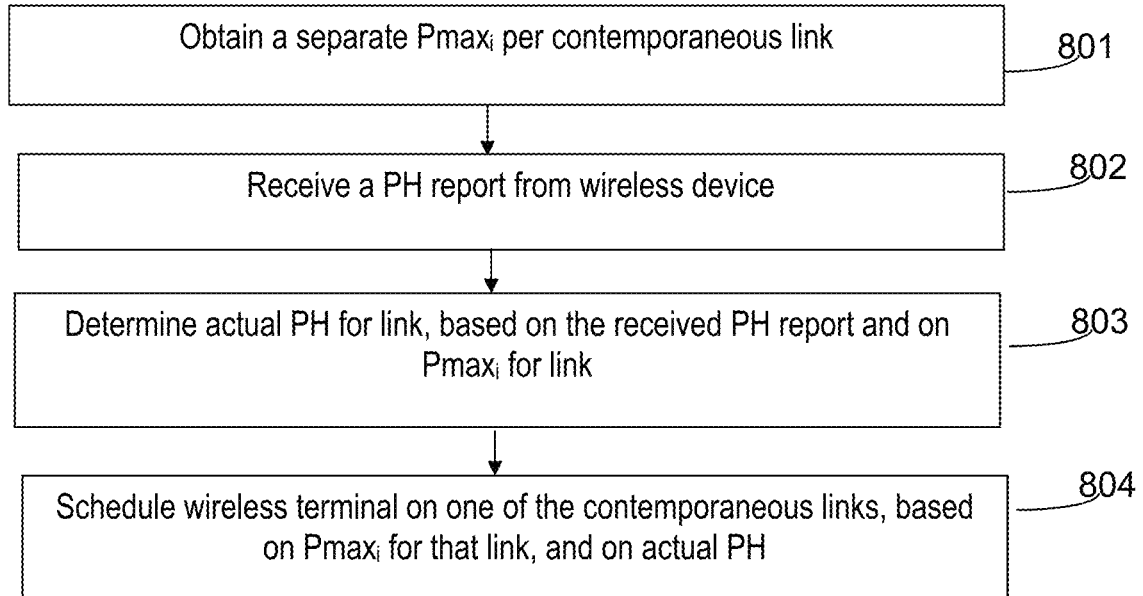 Obtain a separate Pmaxᵢ per contemporaneous link
801
Receive a PH report from wireless device
802
Determine actual PH for link, based on the received PH report and on
Pmaxᵢ for link
803
Schedule wireless terminal on one of the contemporaneous links, based
on Pmaxᵢ for that link, and on actual PH
804